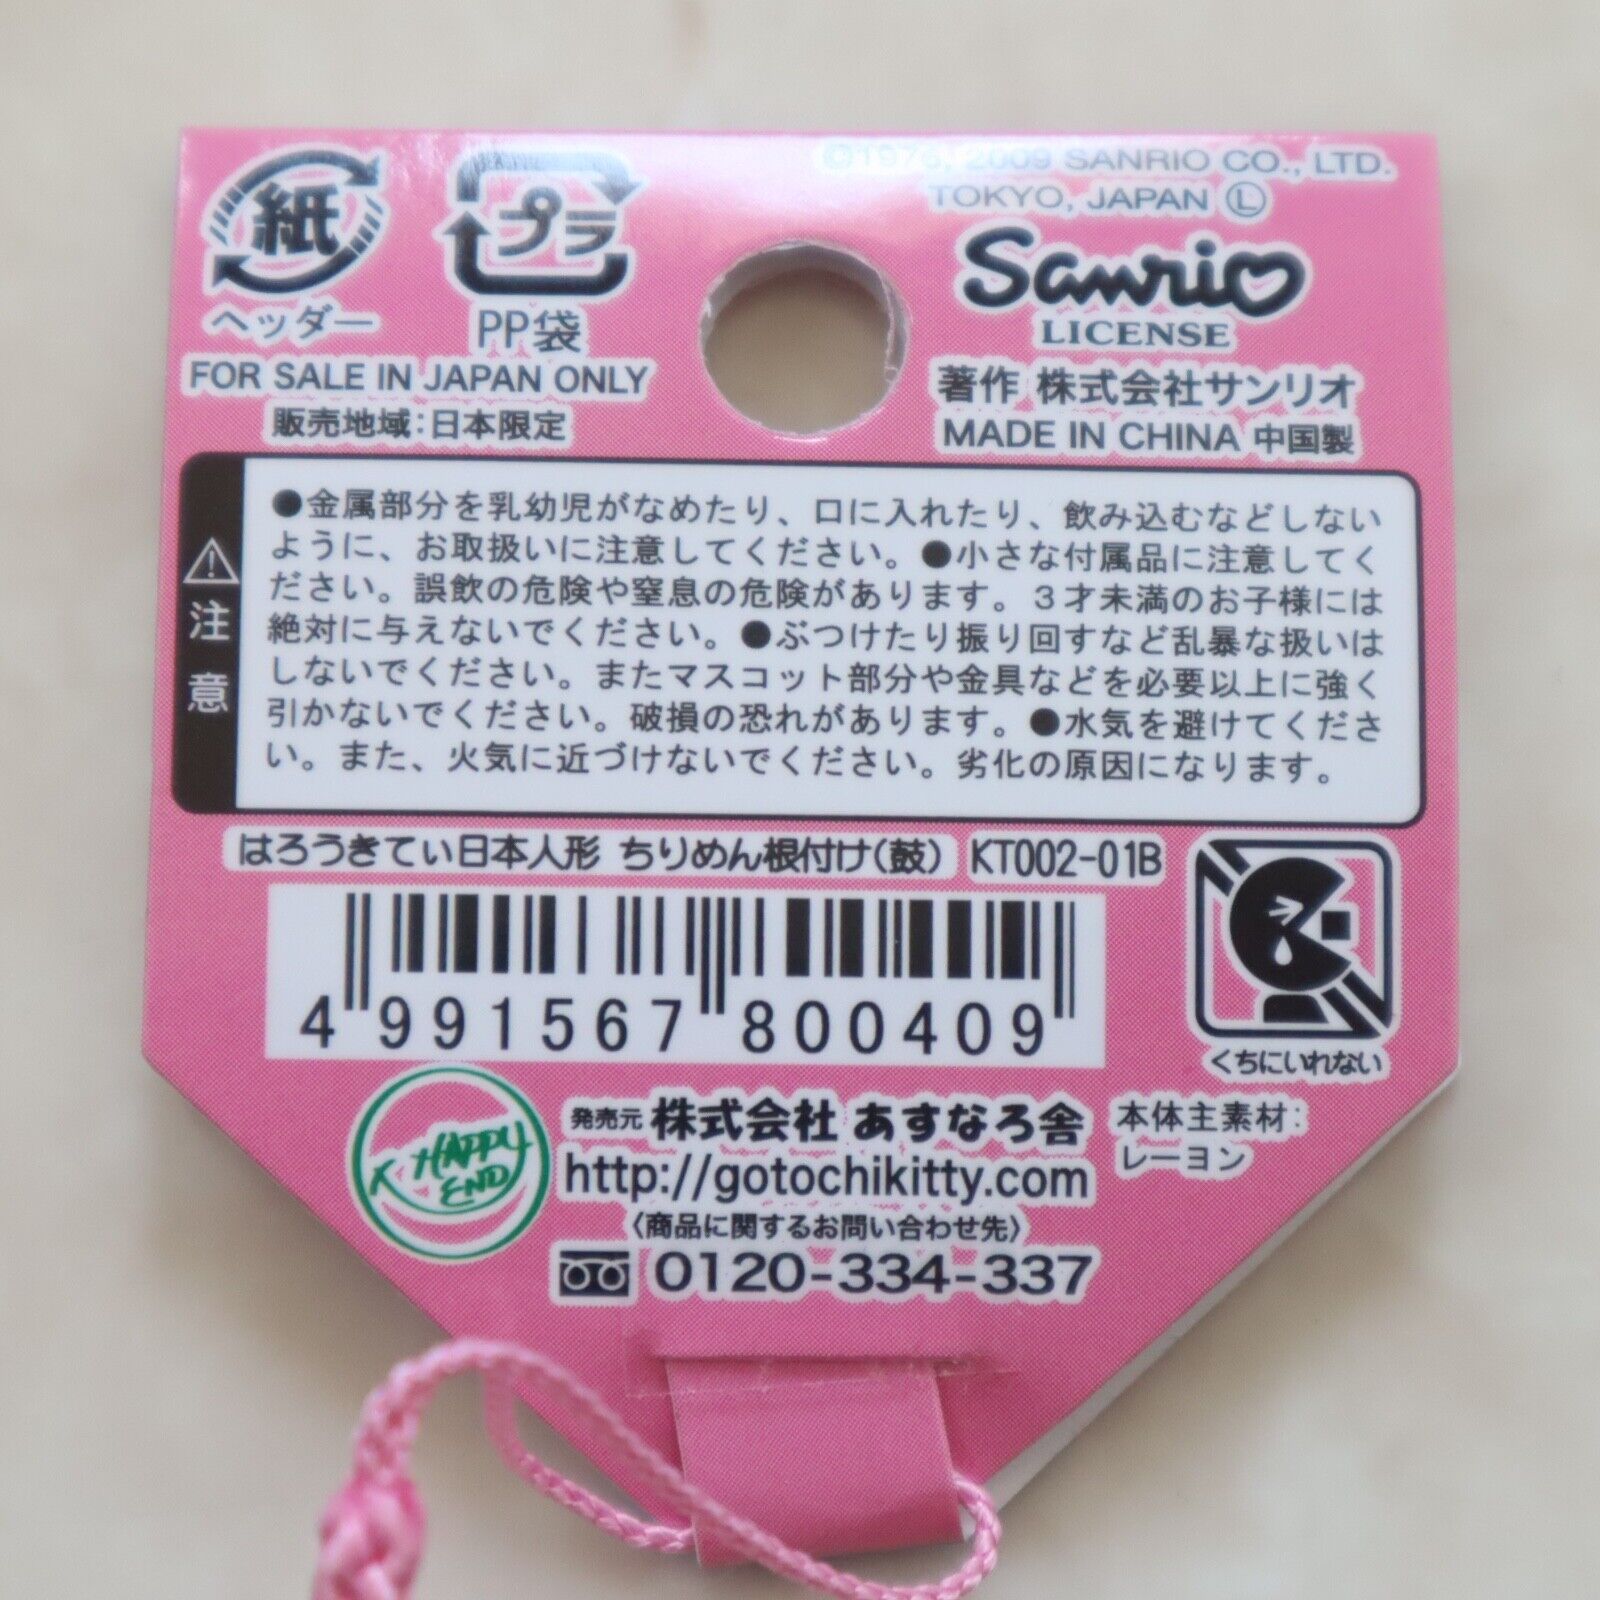 紙
ヘッダー
プラ
PP袋
FOR SALE IN JAPAN ONLY
販売地域:日本限定
©1976, 2009 SANRIO CO., LTD.
TOKYO, JAPAN Ⓛ
Sanrio
LICENSE
著作 株式会社サンリオ
MADE IN CHINA 中国製
注意
●金属部分を乳幼児がなめたり、口に入れたり、飲み込むなどしない
ように、お取扱いに注意してください。●小さな付属品に注意してく
ださい。誤飲の危険や窒息の危険があります。3才未満のお子様には
絶対に与えないでください。●ぶつけたり振り回すなど乱暴な扱いは
しないでください。またマスコット部分や金具などを必要以上に強く
引かないでください。破損の恐れがあります。●水気を避けてくださ
い。また、火気に近づけないでください。劣化の原因になります。
はろうきてぃ日本人形 ちりめん根付け(鼓) KT002-01B
4 991567 800409
くちにいれない
K HAPPY
END
発売元 株式会社 あすなろ舎
http://gotochikitty.com
〈商品に関するお問い合わせ先〉
0120-334-337
本体主素材:
レーヨン